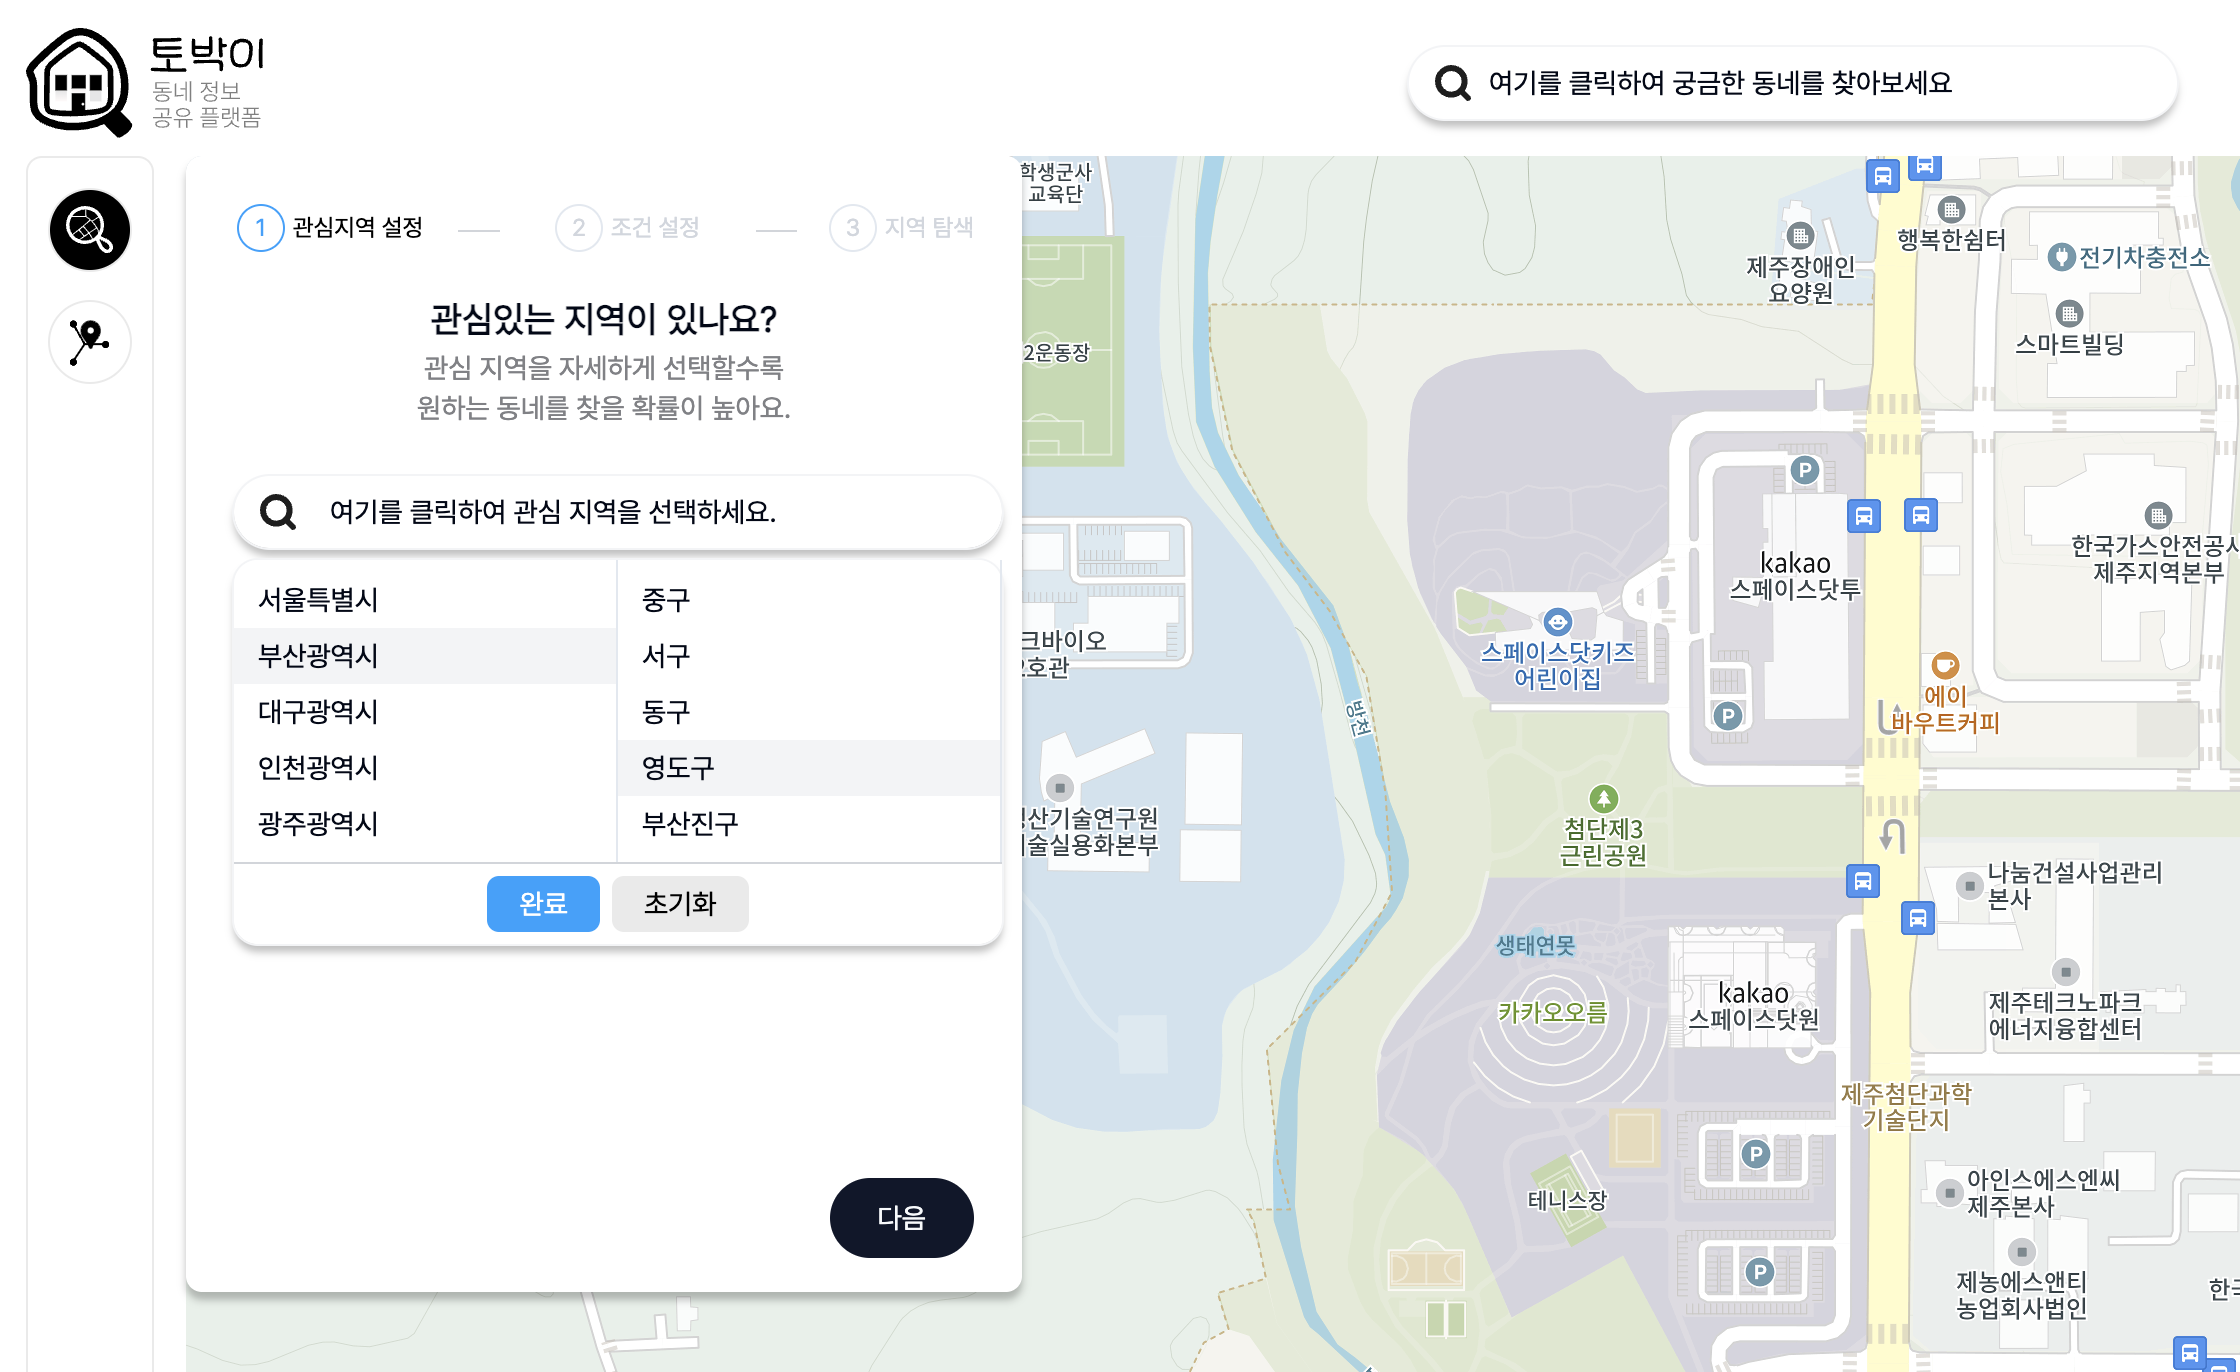 토박이
동네 정보
공유 플랫폼
여기를 클릭하여 궁금한 동네를 찾아보세요
1 관심지역 설정
2 조건 설정
3 지역 탐색
관심있는 지역이 있나요?
관심 지역을 자세하게 선택할수록
원하는 동네를 찾을 확률이 높아요.
여기를 클릭하여 관심 지역을 선택하세요.
서울특별시
부산광역시
대구광역시
인천광역시
광주광역시
중구
서구
동구
영도구
부산진구
완료
초기화
다음
학생군사
교육단
2운동장
크바이오
호관
산기술연구원
술실용화본부
방천
제주장애인
요양원
행복한쉼터
전기차충전소
스마트빌딩
P
kakao
스페이스닷투
한국가스안전공사
제주지역본부
스페이스닷키즈
어린이집
P
에이
바우트커피
첨단제3
근린공원
나눔건설사업관리
본사
생태연못
카카오오름
kakao
스페이스닷원
제주테크노파크
에너지융합센터
제주첨단과학
기술단지
P
테니스장
아인스에스엔씨
제주본사
P
제농에스앤티
농업회사법인
한국